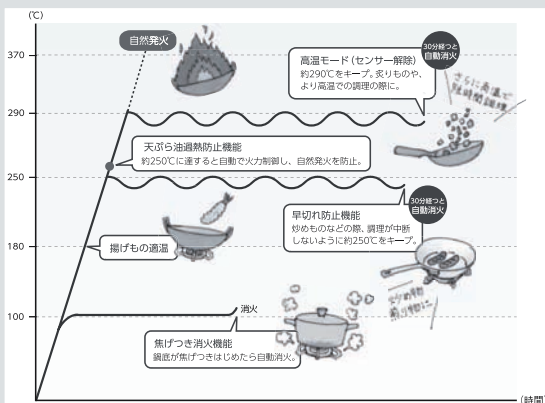 (℃)
370
290
250
180
100
自然発火
高温モード（センサー解除）
約290℃をキープ。炙りものや、
より高温での調理の際に。
30分経つと
自動消火
さらに高温で
短時間調理
天ぷら油過熱防止機能
約250℃に達すると自動で火力制御し、自然発火を防止。
早切れ防止機能
炒めものなどの際、調理が中断
しないように約250℃をキープ。
30分経つと
自動消火
揚げもの適温
消火
焦げつき消火機能
鍋底が焦げつきはじめたら自動消火。
(時間)